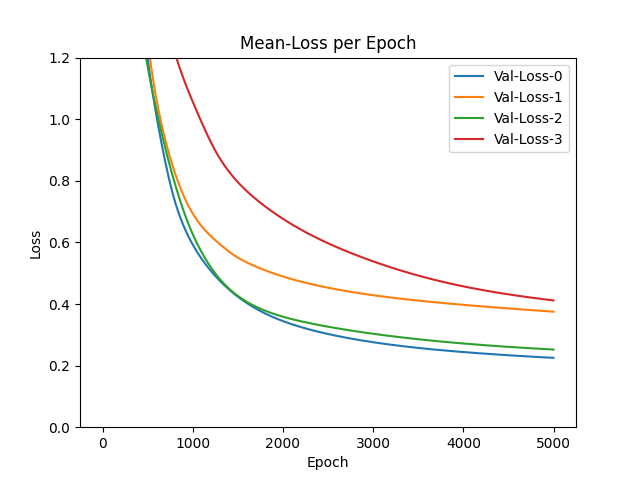 Mean-Loss per Epoch
1.2
1.0
0.8
0.6
0.4
0.2
0.0
Loss
Val-Loss-0
Val-Loss-1
Val-Loss-2
Val-Loss-3
0 1000 2000 3000 4000 5000
Epoch